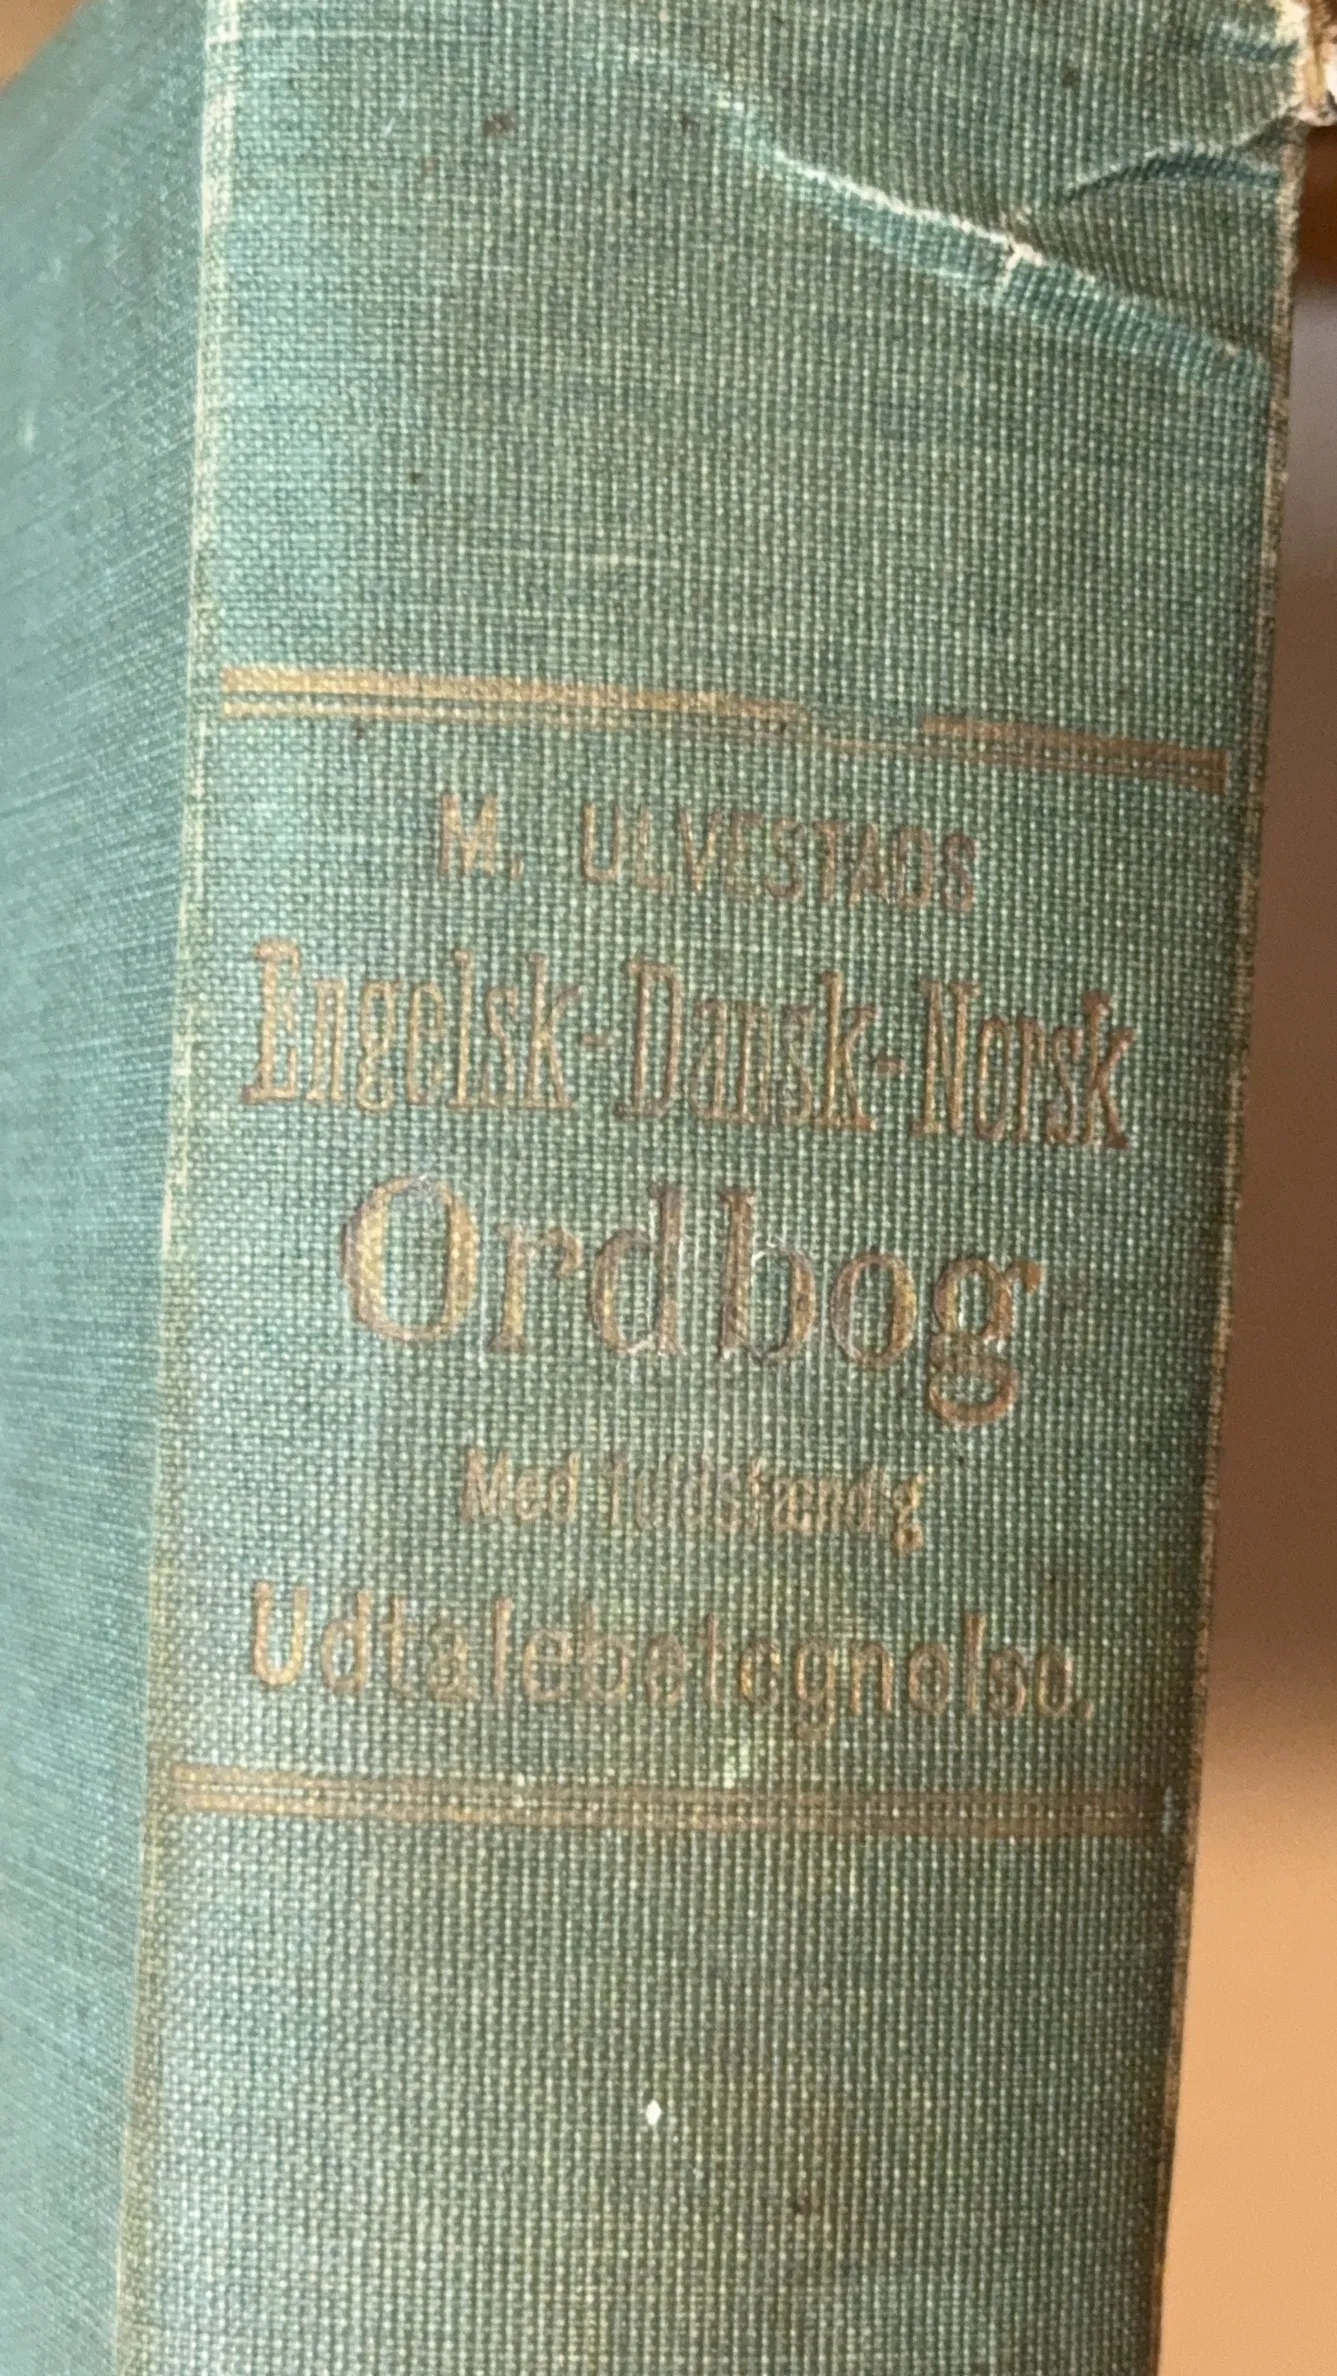 M. ULVESTADS
Engelsk-Dansk-Norsk
Ordbog
Med fuldstændig
Udtalebetegnelse.